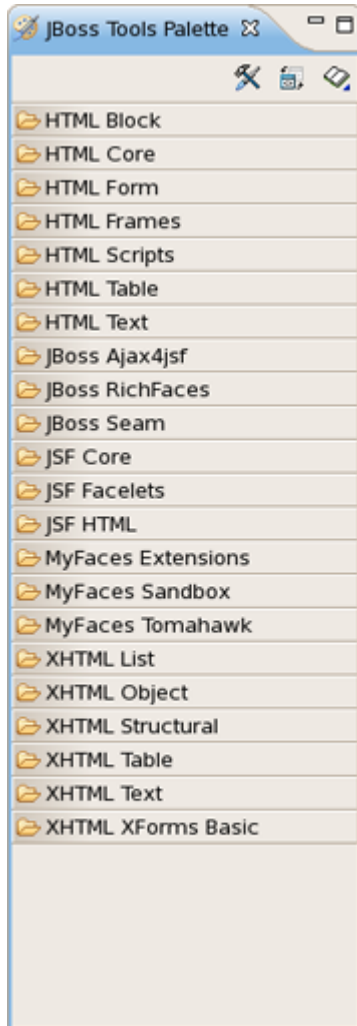 JBoss Tools Palette
HTML Block
HTML Core
HTML Form
HTML Frames
HTML Scripts
HTML Table
HTML Text
JBoss Ajax4jsf
JBoss RichFaces
JBoss Seam
JSF Core
JSF Facelets
JSF HTML
MyFaces Extensions
MyFaces Sandbox
MyFaces Tomahawk
XHTML List
XHTML Object
XHTML Structural
XHTML Table
XHTML Text
XHTML XForms Basic